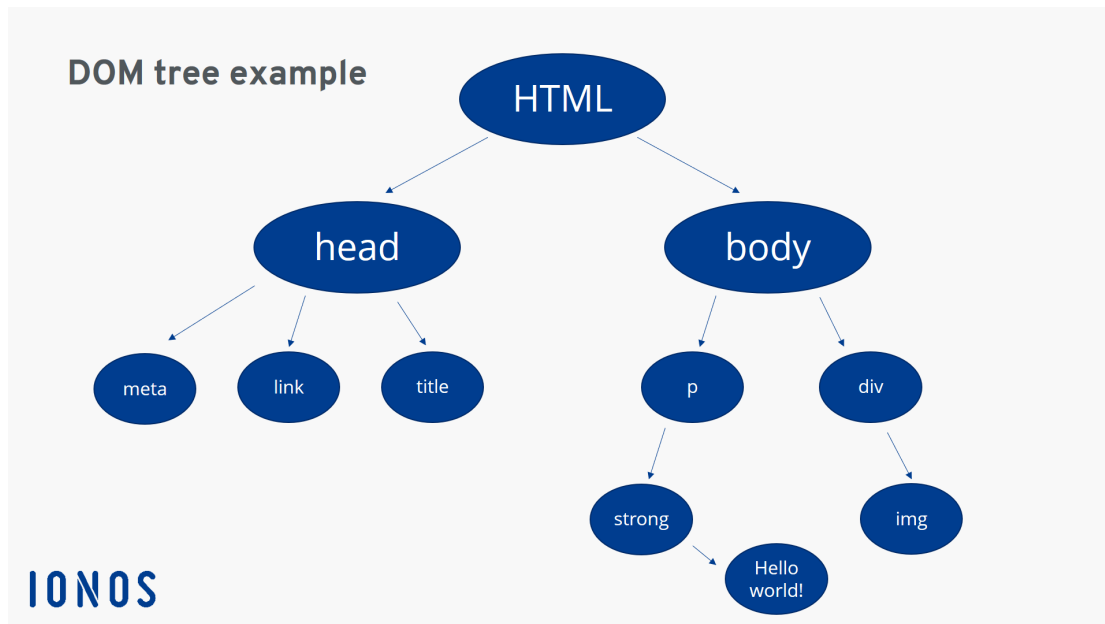 DOM tree example
HTML
head
body
meta
link
title
p
div
strong
img
Hello
world!
IONOS